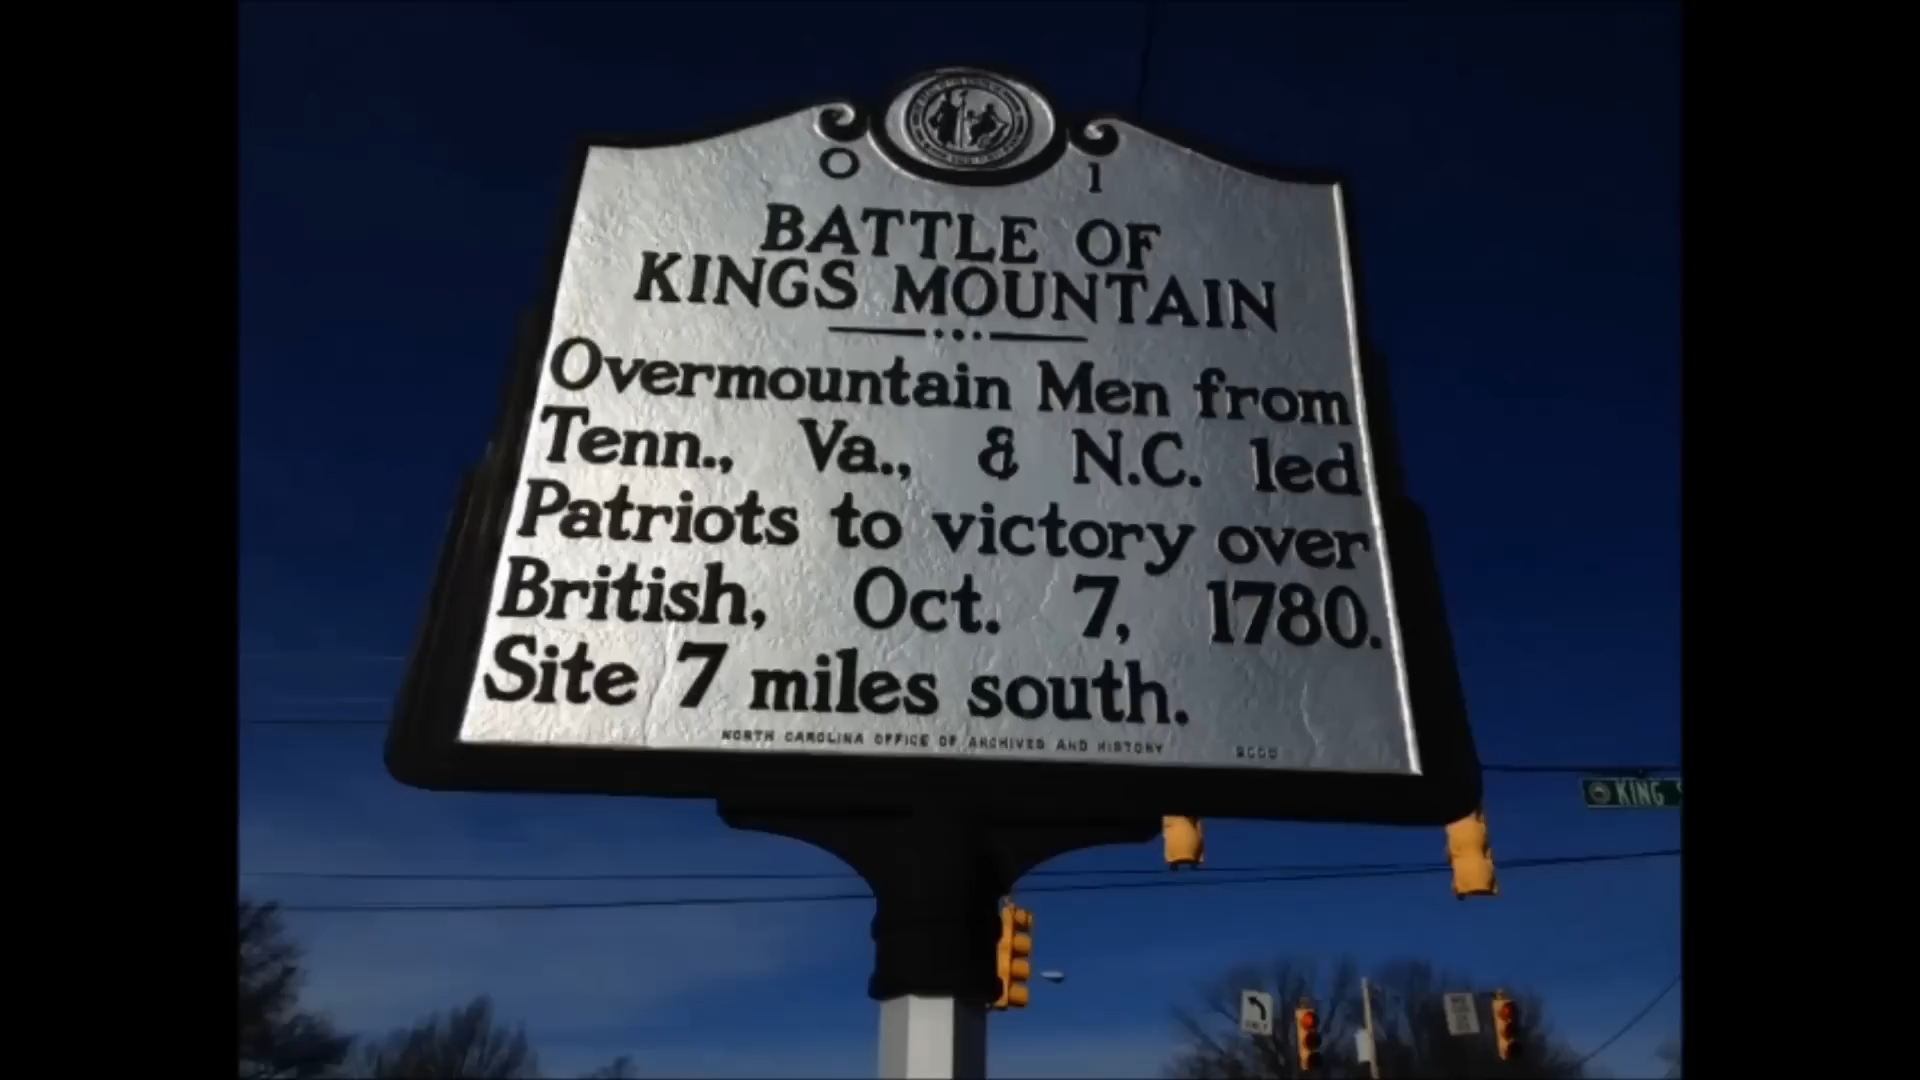 O 1
BATTLE OF
KINGS MOUNTAIN
Overmountain Men from
Tenn., Va., & N.C. led
Patriots to victory over
British, Oct. 7, 1780.
Site 7 miles south.
NORTH CAROLINA OFFICE OF ARCHIVES AND HISTORY
KING
ONLY